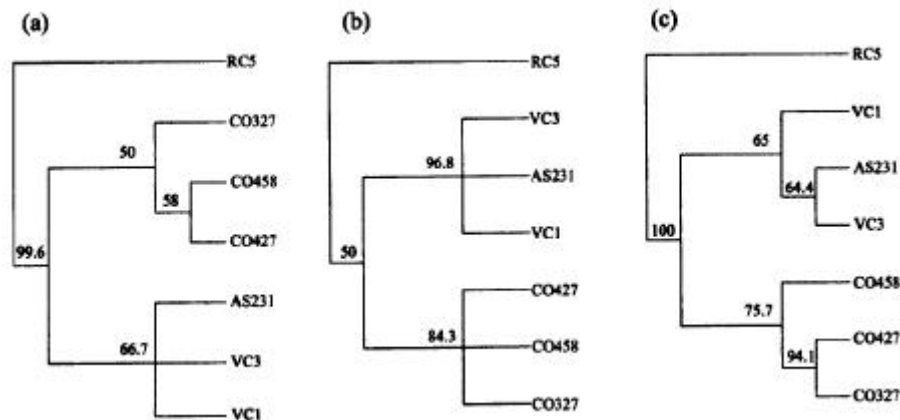 (a)
RC5
CO327
50
CO458
58
CO427
99.6
AS231
66.7
VC3
VC1
(b)
RC5
VC3
96.8
AS231
VC1
50
CO427
84.3
CO458
CO327
(c)
RC5
VC1
65
AS231
64.4
VC3
100
CO458
75.7
CO427
94.1
CO327